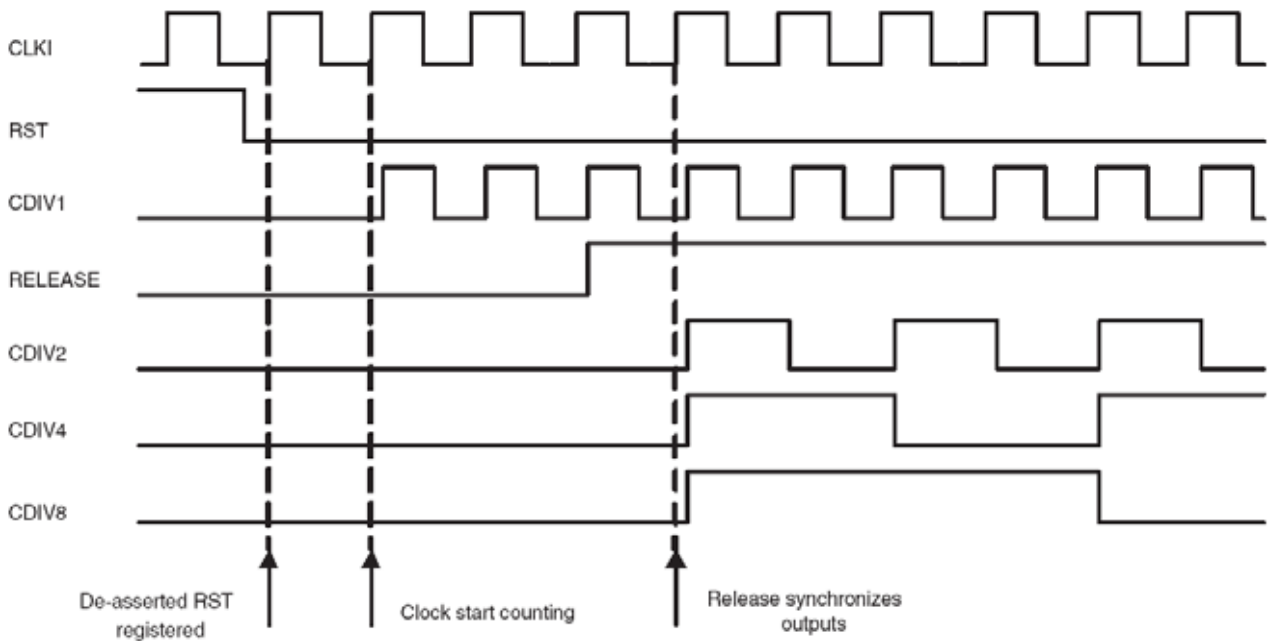 CLKI
RST
CDIV1
RELEASE
CDIV2
CDIV4
CDIV8
De-asserted RST
registered
Clock start counting
Release synchronizes
outputs